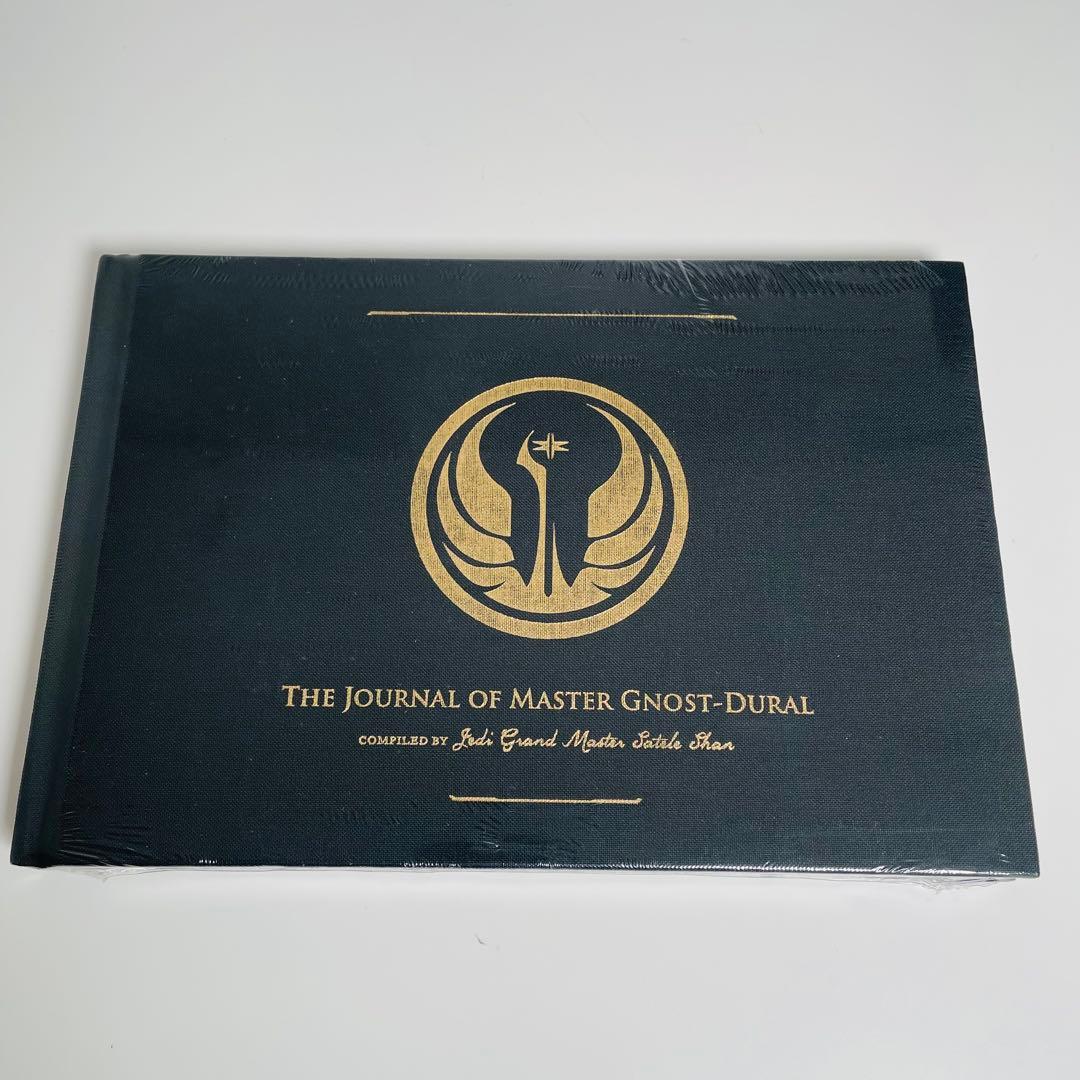 THE JOURNAL OF MASTER GNOST-DURAL
COMPILED BY Jedi Grand Master Satele Shan